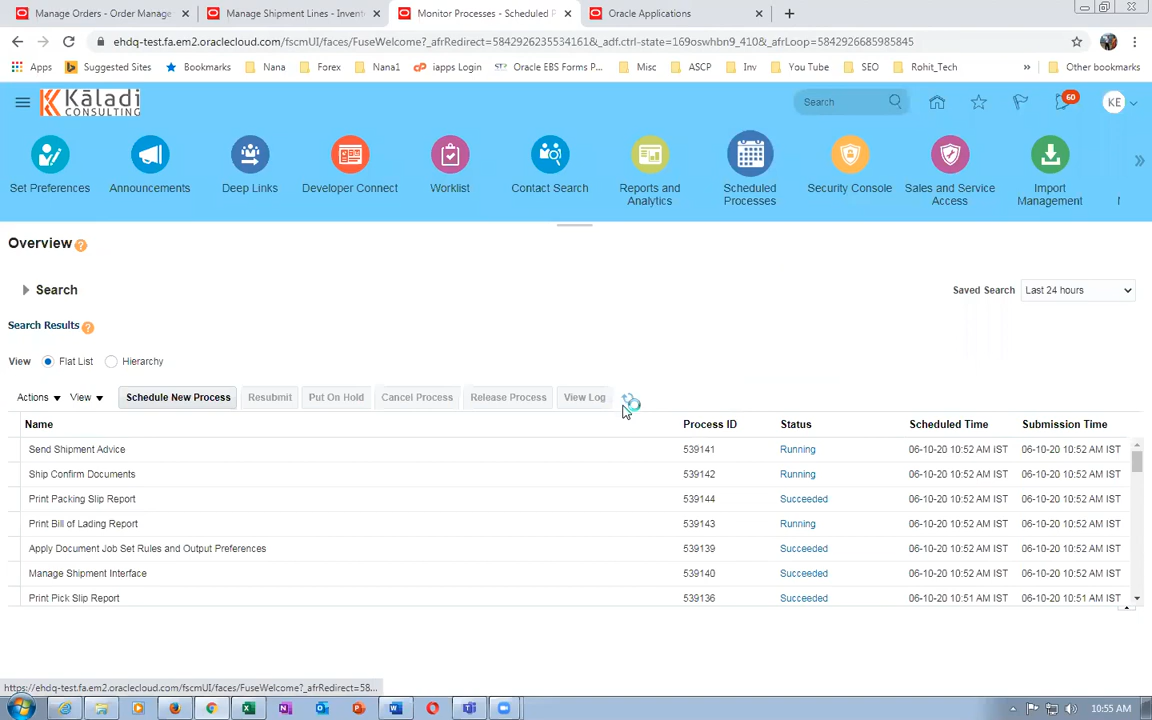 Manage Orders - Order Manage
Manage Shipment Lines - Invent
Monitor Processes - Scheduled P
Oracle Applications
ehdq-test.fa.em2.oraclecloud.com/fscmUI/faces/FuseWelcome?_afrRedirect=5842926235534161&_adf.ctrl-state=169oswhbn9_410&_afrLoop=5842926685985845
Apps Suggested Sites Bookmarks Nana Forex Nana1 iapps Login Oracle EBS Forms P... Misc ASCP Inv You Tube SEO Rohit_Tech » Other bookmarks
Kāladi
CONSULTING
Search
60
KE
Set Preferences
Announcements
Deep Links
Developer Connect
Worklist
Contact Search
Reports and Analytics
Scheduled Processes
Security Console
Sales and Service Access
Import Management
Overview
Search
Saved Search Last 24 hours
Search Results
View Flat List Hierarchy
Actions View Schedule New Process Resubmit Put On Hold Cancel Process Release Process View Log
Name Process ID Status Scheduled Time Submission Time
Send Shipment Advice 539141 Running 06-10-20 10:52 AM IST 06-10-20 10:52 AM IST
Ship Confirm Documents 539142 Running 06-10-20 10:52 AM IST 06-10-20 10:52 AM IST
Print Packing Slip Report 539144 Succeeded 06-10-20 10:52 AM IST 06-10-20 10:52 AM IST
Print Bill of Lading Report 539143 Running 06-10-20 10:52 AM IST 06-10-20 10:52 AM IST
Apply Document Job Set Rules and Output Preferences 539139 Succeeded 06-10-20 10:52 AM IST 06-10-20 10:52 AM IST
Manage Shipment Interface 539140 Succeeded 06-10-20 10:52 AM IST 06-10-20 10:52 AM IST
Print Pick Slip Report 539136 Succeeded 06-10-20 10:51 AM IST 06-10-20 10:51 AM IST
https://ehdq-test.fa.em2.oraclecloud.com/fscmUI/faces/FuseWelcome?_afrRedirect=58...
10:55 AM